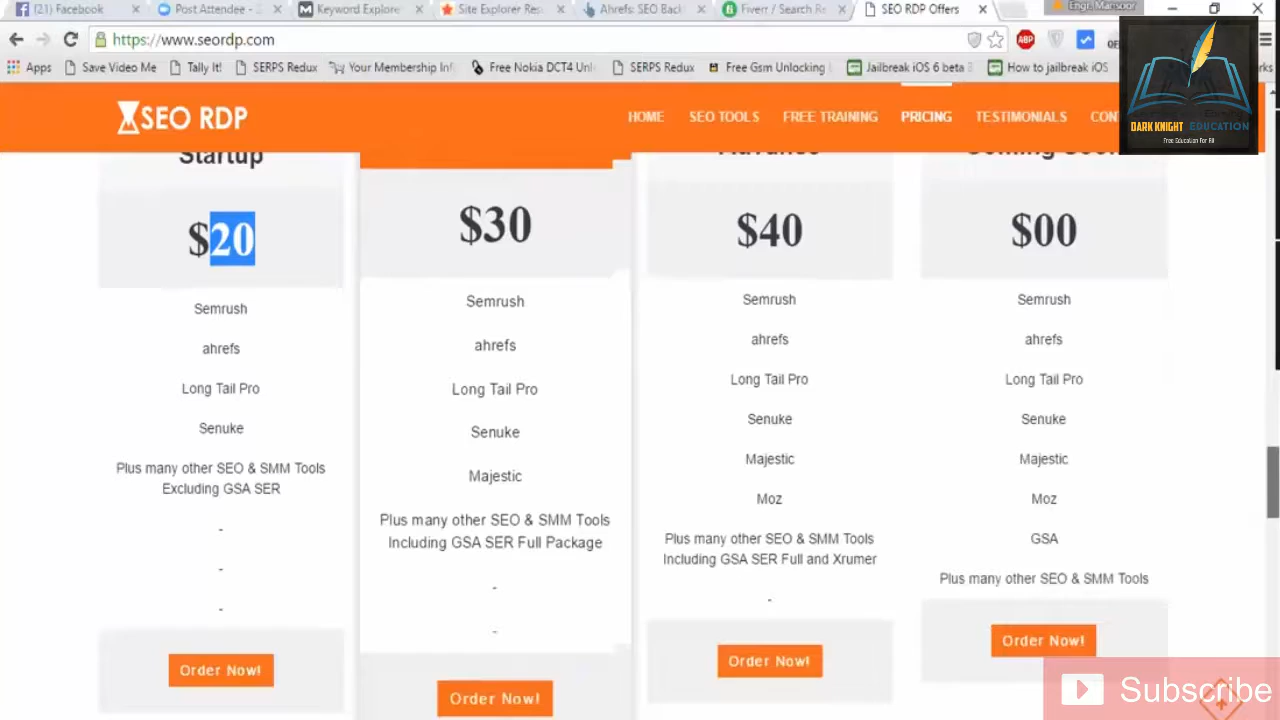 Facebook
Post Attendee - Z
Keyword Explore
Site Explorer Res
Ahrefs: SEO Back
Fiverr / Search Re
SEO RDP Offers
Engr.Mansoor
https://www.seordp.com
ABP
Apps
Save Video Me
Tally It!
SERPS Redux
Your Membership Inf
Free Nokia DCT4 Unl
SERPS Redux
Free Gsm Unlocking
Jailbreak iOS 6 beta 3
How to jailbreak iOS
DARK KNIGHT EDUCATION
Free Education For All
SEO RDP
HOME
SEO TOOLS
FREE TRAINING
PRICING
TESTIMONIALS
CONT
Startup
$20
Semrush
ahrefs
Long Tail Pro
Senuke
Plus many other SEO & SMM Tools
Excluding GSA SER
-
-
-
Order Now!
$30
Semrush
ahrefs
Long Tail Pro
Senuke
Majestic
Plus many other SEO & SMM Tools
Including GSA SER Full Package
-
-
Order Now!
Advance
$40
Semrush
ahrefs
Long Tail Pro
Senuke
Majestic
Moz
Plus many other SEO & SMM Tools
Including GSA SER Full and Xrumer
-
Order Now!
Coming Soon
$00
Semrush
ahrefs
Long Tail Pro
Senuke
Majestic
Moz
GSA
Plus many other SEO & SMM Tools
Order Now!
Subscribe